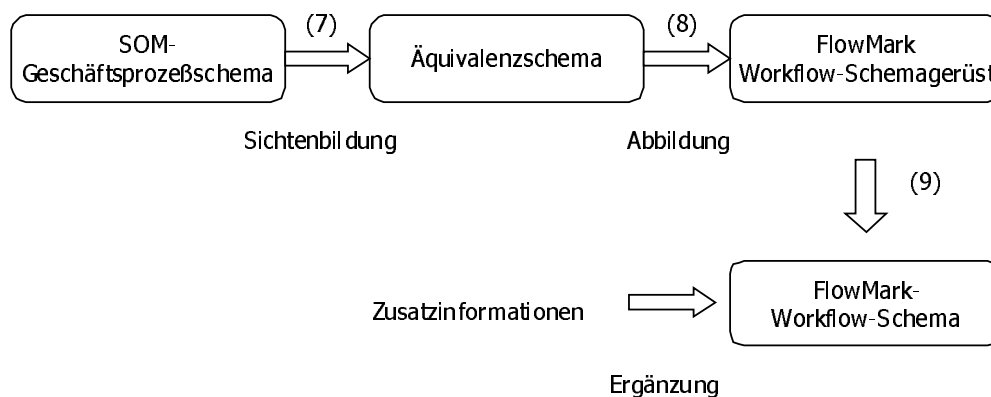 (7)
(8)
SOM-
Geschäftsprozeßschema
Äquivalenzschema
FlowMark
Workflow-Schemagerüst
Sichtenbildung
Abbildung
(9)
Zusatzinformationen
FlowMark-
Workflow-Schema
Ergänzung